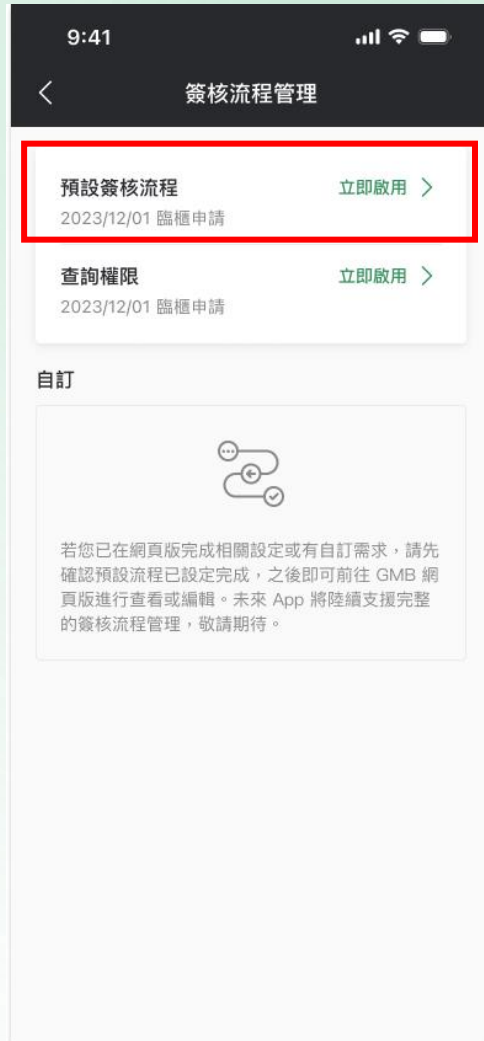 9:41
簽核流程管理
預設簽核流程 立即啟用
2023/12/01 臨櫃申請
查詢權限 立即啟用
2023/12/01 臨櫃申請
自訂
若您已在網頁版完成相關設定或有自訂需求，請先
確認預設流程已設定完成，之後即可前往 GMB 網
頁版進行查看或編輯。未來 App 將陸續支援完整
的簽核流程管理，敬請期待。